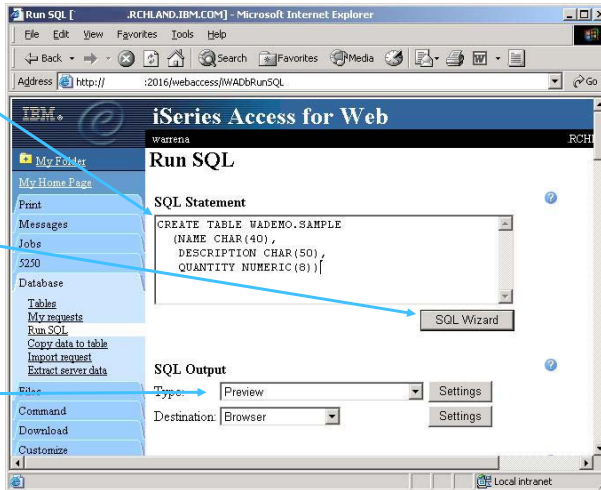 Run SQL [ .RCHLAND.IBM.COM] - Microsoft Internet Explorer
File Edit View Favorites Tools Help
Back Search Favorites Media
Address http:// :2016/webaccess/iWADbRunSQL Go
IBM. iSeries Access for Web
warrena RCH
My Folder
My Home Page
Print
Messages
Jobs
5250
Database
Tables
My requests
Run SQL
Copy data to table
Import request
Extract server data
Files
Command
Download
Customize
Run SQL
SQL Statement
CREATE TABLE WADEMO.SAMPLE
(NAME CHAR(40),
DESCRIPTION CHAR(50),
QUANTITY NUMERIC(8))
SQL Wizard
SQL Output
Type: Preview Settings
Destination: Browser Settings
Local intranet